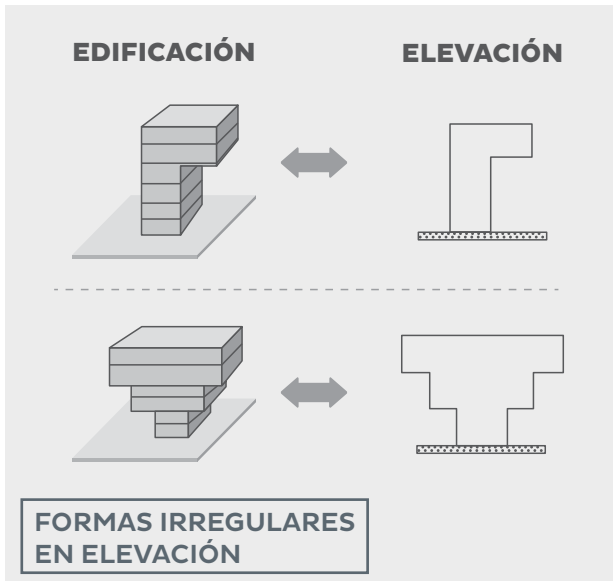 EDIFICACIÓN
ELEVACIÓN
FORMAS IRREGULARES
EN ELEVACIÓN